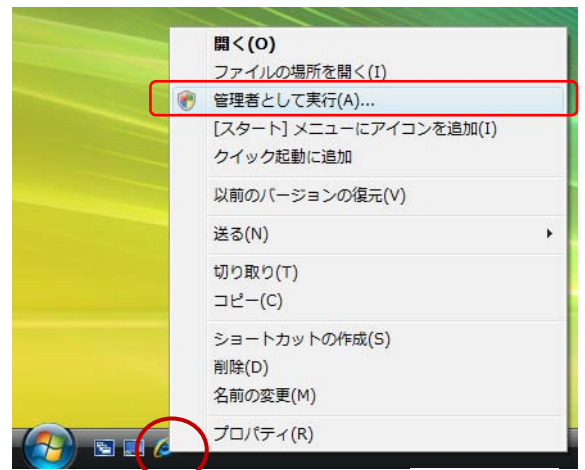 開く(O)
ファイルの場所を開く(I)
管理者として実行(A)...
[スタート] メニューにアイコンを追加(I)
クイック起動に追加
以前のバージョンの復元(V)
送る(N)
切り取り(T)
コピー(C)
ショートカットの作成(S)
削除(D)
名前の変更(M)
プロパティ(R)